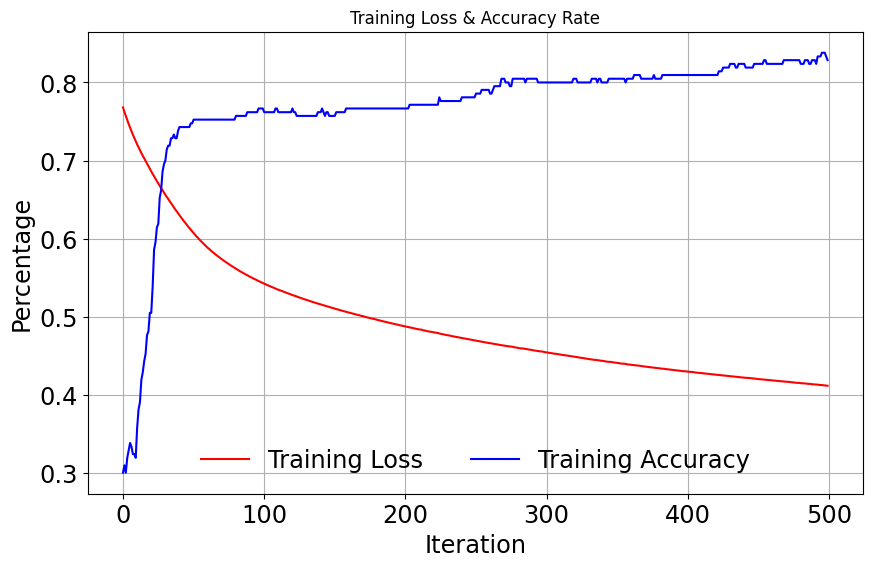 Training Loss & Accuracy Rate
0.8
0.7
0.6
0.5
0.4
0.3
Percentage
Training Loss
Training Accuracy
0 100 200 300 400 500
Iteration